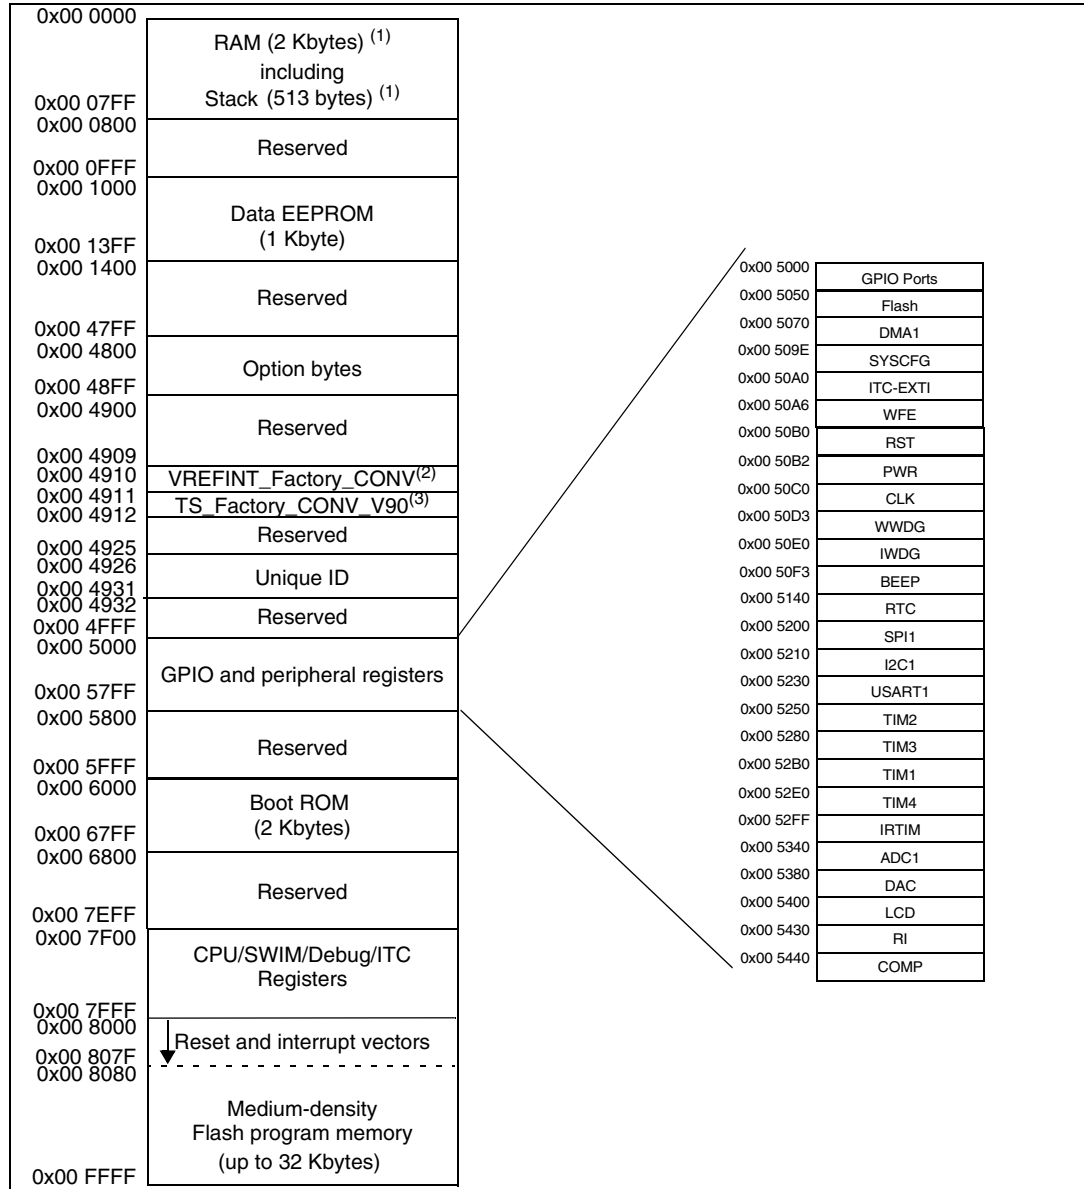 0x00 0000
RAM (2 Kbytes) (1)
including
Stack (513 bytes) (1)
0x00 07FF
0x00 0800
Reserved
0x00 0FFF
0x00 1000
Data EEPROM
(1 Kbyte)
0x00 13FF
0x00 1400
Reserved
0x00 47FF
0x00 4800
Option bytes
0x00 48FF
0x00 4900
Reserved
0x00 4909
0x00 4910
VREFINT_Factory_CONV(2)
0x00 4911
TS_Factory_CONV_V90(3)
0x00 4912
Reserved
0x00 4925
0x00 4926
Unique ID
0x00 4931
0x00 4932
Reserved
0x00 4FFF
0x00 5000
GPIO and peripheral registers
0x00 57FF
0x00 5800
Reserved
0x00 5FFF
0x00 6000
Boot ROM
(2 Kbytes)
0x00 67FF
0x00 6800
Reserved
0x00 7EFF
0x00 7F00
CPU/SWIM/Debug/ITC
Registers
0x00 7FFF
0x00 8000
Reset and interrupt vectors
0x00 807F
0x00 8080
Medium-density
Flash program memory
(up to 32 Kbytes)
0x00 FFFF
0x00 5000
GPIO Ports
0x00 5050
Flash
0x00 5070
DMA1
0x00 509E
SYSCFG
0x00 50A0
ITC-EXTI
0x00 50A6
WFE
0x00 50B0
RST
0x00 50B2
PWR
0x00 50C0
CLK
0x00 50D3
WWDG
0x00 50E0
IWDG
0x00 50F3
BEEP
0x00 5140
RTC
0x00 5200
SPI1
0x00 5210
I2C1
0x00 5230
USART1
0x00 5250
TIM2
0x00 5280
TIM3
0x00 52B0
TIM1
0x00 52E0
TIM4
0x00 52FF
IRTIM
0x00 5340
ADC1
0x00 5380
DAC
0x00 5400
LCD
0x00 5430
RI
0x00 5440
COMP